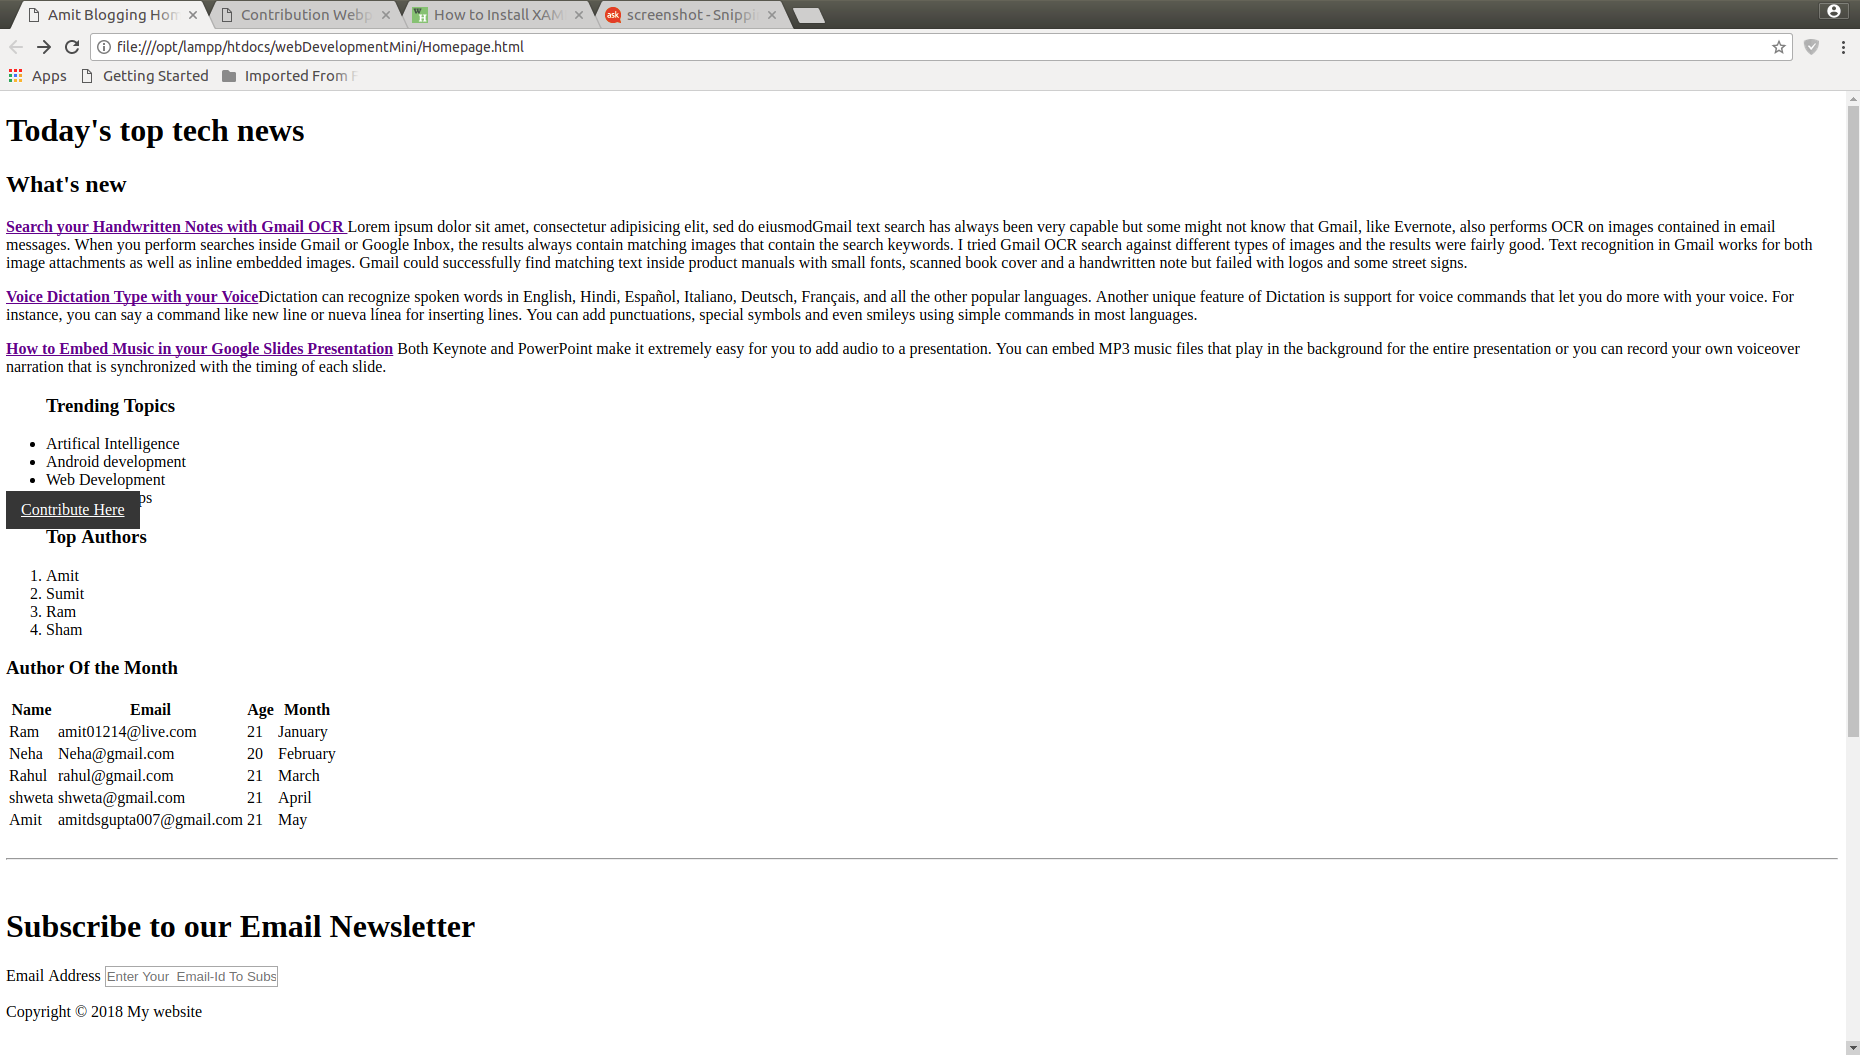 Amit Blogging Hom
Contribution Webp
How to Install XAM
screenshot - Snippi
file:///opt/lampp/htdocs/webDevelopmentMini/Homepage.html
Apps
Getting Started
Imported From F
Today's top tech news
What's new
Search your Handwritten Notes with Gmail OCR Lorem ipsum dolor sit amet, consectetur adipisicing elit, sed do eiusmodGmail text search has always been very capable but some might not know that Gmail, like Evernote, also performs OCR on images contained in email
messages. When you perform searches inside Gmail or Google Inbox, the results always contain matching images that contain the search keywords. I tried Gmail OCR search against different types of images and the results were fairly good. Text recognition in Gmail works for both
image attachments as well as inline embedded images. Gmail could successfully find matching text inside product manuals with small fonts, scanned book cover and a handwritten note but failed with logos and some street signs.
Voice Dictation Type with your VoiceDictation can recognize spoken words in English, Hindi, Español, Italiano, Deutsch, Français, and all the other popular languages. Another unique feature of Dictation is support for voice commands that let you do more with your voice. For
instance, you can say a command like new line or nueva línea for inserting lines. You can add punctuations, special symbols and even smileys using simple commands in most languages.
How to Embed Music in your Google Slides Presentation Both Keynote and PowerPoint make it extremely easy for you to add audio to a presentation. You can embed MP3 music files that play in the background for the entire presentation or you can record your own voiceover
narration that is synchronized with the timing of each slide.
Trending Topics
• Artifical Intelligence
• Android development
• Web Development
ps
Contribute Here
Top Authors
1. Amit
2. Sumit
3. Ram
4. Sham
Author Of the Month
Name Email Age Month
Ram amit01214@live.com 21 January
Neha Neha@gmail.com 20 February
Rahul rahul@gmail.com 21 March
shweta shweta@gmail.com 21 April
Amit amitdsgupta007@gmail.com 21 May
Subscribe to our Email Newsletter
Email Address Enter Your Email-Id To Subs
Copyright © 2018 My website